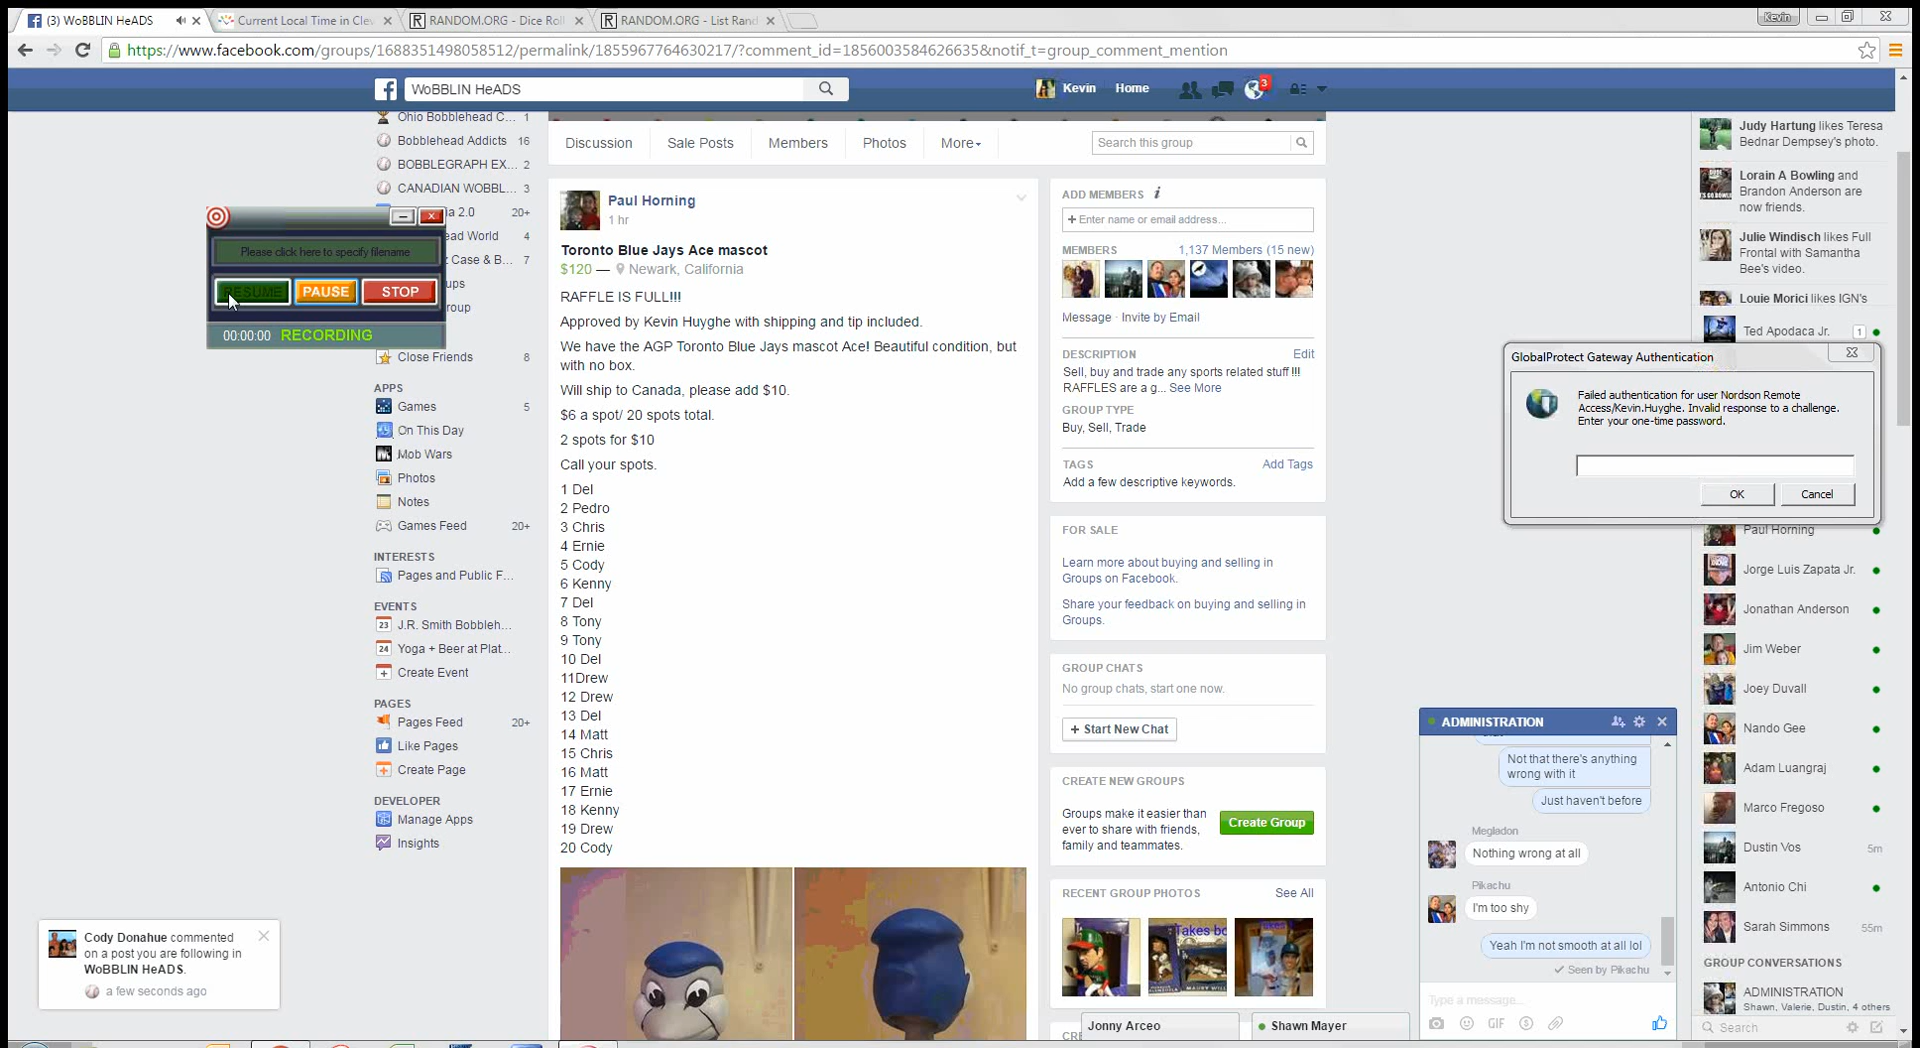 (3) WoBBLIN HeADS
Current Local Time in Cle
RANDOM.ORG - Dice Roll
RANDOM.ORG - List Rand
Kevin
https://www.facebook.com/groups/1688351498058512/permalink/1855967764630217/?comment_id=1856003584626635&notif_t=group_comment_mention
WoBBLIN HeADS
Kevin
Home
3
Ohio Bobblehead C... 1
Bobblehead Addicts 16
BOBBLEGRAPH EX... 2
CANADIAN WOBBL... 3
a 2.0 20+
ead World 4
Case & B... 7
ups
roup
Close Friends 8
APPS
Games 5
On This Day
Mob Wars
Photos
Notes
Games Feed 20+
INTERESTS
Pages and Public F...
EVENTS
23 J.R. Smith Bobbleh...
24 Yoga + Beer at Plat...
Create Event
PAGES
Pages Feed 20+
Like Pages
Create Page
DEVELOPER
Manage Apps
Insights
Please click here to specify filename
RESUME PAUSE STOP
00:00:00 RECORDING
Cody Donahue commented
on a post you are following in
WoBBLIN HeADS.
a few seconds ago
Discussion
Sale Posts
Members
Photos
More
Search this group
Paul Horning
1 hr
Toronto Blue Jays Ace mascot
$120 — Newark, California
RAFFLE IS FULL!!!
Approved by Kevin Huyghe with shipping and tip included.
We have the AGP Toronto Blue Jays mascot Ace! Beautiful condition, but
with no box.
Will ship to Canada, please add $10.
$6 a spot/ 20 spots total.
2 spots for $10
Call your spots.
1 Del
2 Pedro
3 Chris
4 Ernie
5 Cody
6 Kenny
7 Del
8 Tony
9 Tony
10 Del
11Drew
12 Drew
13 Del
14 Matt
15 Chris
16 Matt
17 Ernie
18 Kenny
19 Drew
20 Cody
ADD MEMBERS i
+ Enter name or email address...
MEMBERS 1,137 Members (15 new)
Message · Invite by Email
DESCRIPTION Edit
Sell, buy and trade any sports related stuff !!!
RAFFLES are a g... See More
GROUP TYPE
Buy, Sell, Trade
TAGS Add Tags
Add a few descriptive keywords.
FOR SALE
Learn more about buying and selling in
Groups on Facebook.
Share your feedback on buying and selling in
Groups.
GROUP CHATS
No group chats, start one now.
+ Start New Chat
CREATE NEW GROUPS
Groups make it easier than
ever to share with friends,
family and teammates.
Create Group
RECENT GROUP PHOTOS See All
Takes bo
Jonny Arceo
Shawn Mayer
Judy Hartung likes Teresa
Bednar Dempsey's photo.
Lorain A Bowling and
Brandon Anderson are
now friends.
Julie Windisch likes Full
Frontal with Samantha
Bee's video.
Louie Morici likes IGN's
Ted Apodaca Jr. 1
GlobalProtect Gateway Authentication
Failed authentication for user Nordson Remote
Access/Kevin.Huyghe. Invalid response to a challenge.
Enter your one-time password.
OK
Cancel
Paul Horning
Jorge Luis Zapata Jr.
Jonathan Anderson
Jim Weber
Joey Duvall
Nando Gee
Adam Luangraj
Marco Fregoso
Dustin Vos 5m
Antonio Chi
Sarah Simmons 55m
GROUP CONVERSATIONS
ADMINISTRATION
Shawn, Valerie, Dustin, 4 others
Search
ADMINISTRATION
Not that there's anything
wrong with it
Just haven't before
Megladon
Nothing wrong at all
Pikachu
I'm too shy
Yeah I'm not smooth at all lol
Seen by Pikachu
Type a message...
GIF